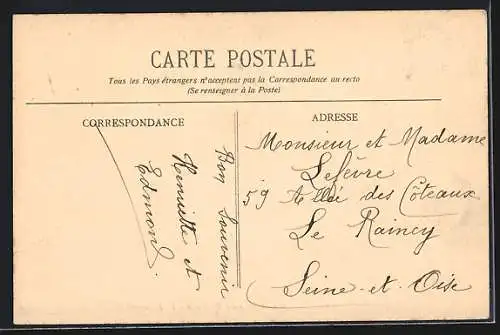 CARTE POSTALE
Tous les Pays étrangers n'acceptent pas la Correspondance au recto
(Se renseigner à la Poste)
CORRESPONDANCE
Bon Souvenir
Henriette et
Edmond.
ADRESSE
Monsieur et Madame
Lefèvre
59 Allée des Côteaux
Le Raincy
Seine-et-Oise